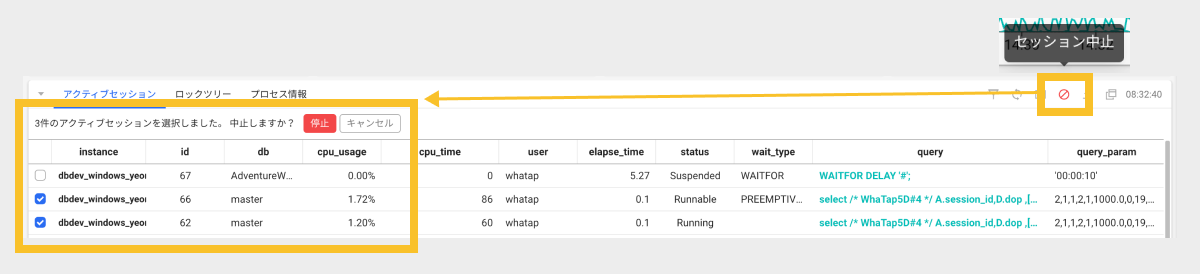 セッション中止
アクティブセッション ロックツリー プロセス情報 08:32:40
3件のアクティブセッションを選択しました。 中止しますか？ 停止 キャンセル
instance id db cpu_usage cpu_time user elapse_time status wait_type query query_param
dbdev_windows_yeon 67 AdventureW... 0.00% 0 whatap 5.27 Suspended WAITFOR WAITFOR DELAY '#'; '00:00:10'
dbdev_windows_yeon 66 master 1.72% 86 whatap 0.1 Runnable PREEMPTIV... select /* WhaTap5D#4 */ A.session_id,D.dop ,[... 2,1,1,2,1,1000.0,0,19,...
dbdev_windows_yeon 62 master 1.20% 60 whatap 0.1 Running select /* WhaTap5D#4 */ A.session_id,D.dop ,[... 2,1,1,2,1,1000.0,0,19,...